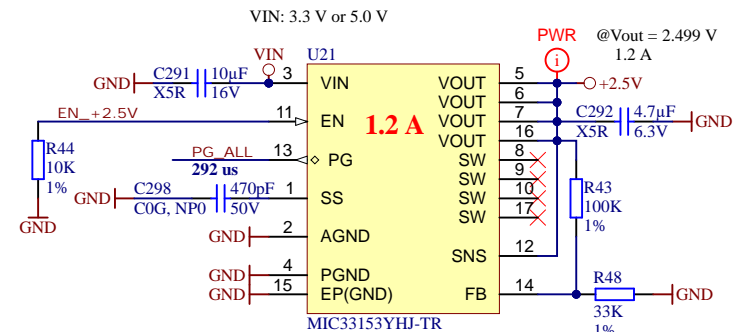 VIN: 3.3 V or 5.0 V
PWR
i
@Vout = 2.499 V
1.2 A
VIN
U21
GND
C291
10µF
X5R
16V
3
VIN
VOUT
5
+2.5V
VOUT
6
EN_+2.5V
11
EN
1.2 A
VOUT
7
C292
4.7µF
X5R
6.3V
GND
VOUT
16
R44
10K
1%
GND
PG_ALL
292 us
13
PG
SW
8
SW
9
SW
10
SW
17
GND
C298
470pF
C0G, NP0
50V
1
SS
R43
100K
1%
GND
2
AGND
SNS
12
GND
4
PGND
GND
15
EP(GND)
FB
14
R48
33K
1%
GND
MIC33153YHJ-TR